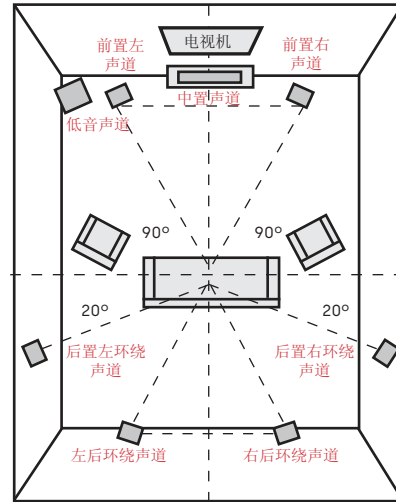 电视机
前置左
声道
前置右
声道
中置声道
低音声道
90°
90°
20°
20°
后置左环绕
声道
后置右环绕
声道
左后环绕声道
右后环绕声道